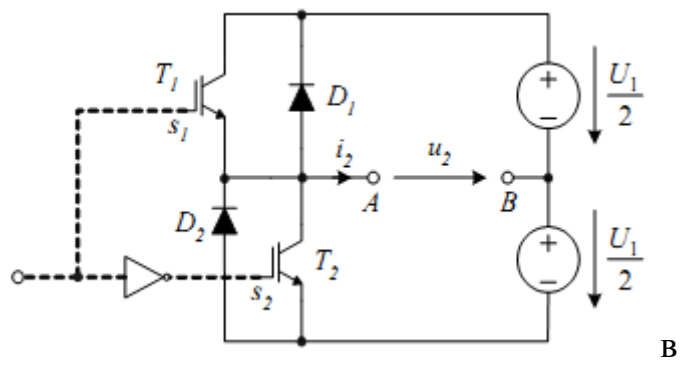 T₁
D₁
s₁
+
U₁
2
−
i₂
u₂
A
B
D₂
T₂
s₂
+
U₁
2
−
в